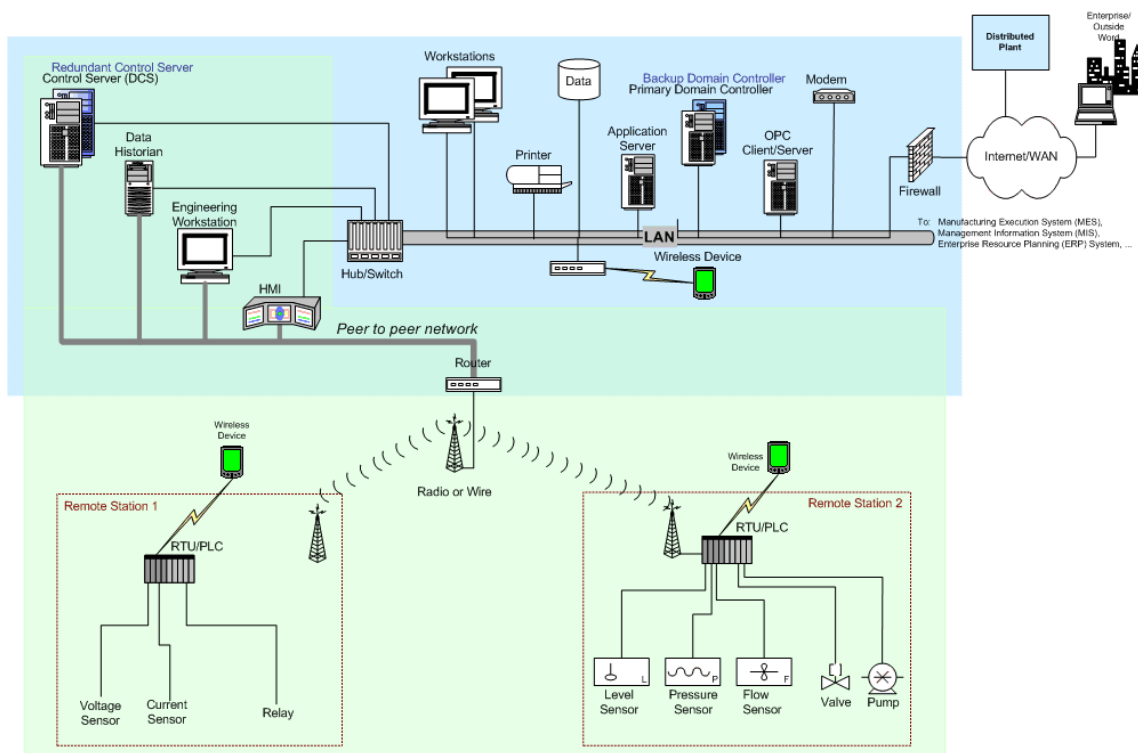 Enterprise/
Outside
Word
Distributed
Plant
Redundant Control Server
Control Server (DCS)
Workstations
Data
Backup Domain Controller
Primary Domain Controller
Modem
Data
Historian
Printer
Application
Server
OPC
Client/Server
Internet/WAN
Firewall
Engineering
Workstation
To: Manufacturing Execution System (MES),
Management Information System (MIS),
Enterprise Resource Planning (ERP) System, ...
LAN
Hub/Switch
Wireless Device
HMI
Peer to peer network
Router
Wireless
Device
Wireless
Device
Radio or Wire
Remote Station 1
Remote Station 2
RTU/PLC
RTU/PLC
L
P
F
Voltage
Sensor
Current
Sensor
Relay
Level
Sensor
Pressure
Sensor
Flow
Sensor
Valve
Pump